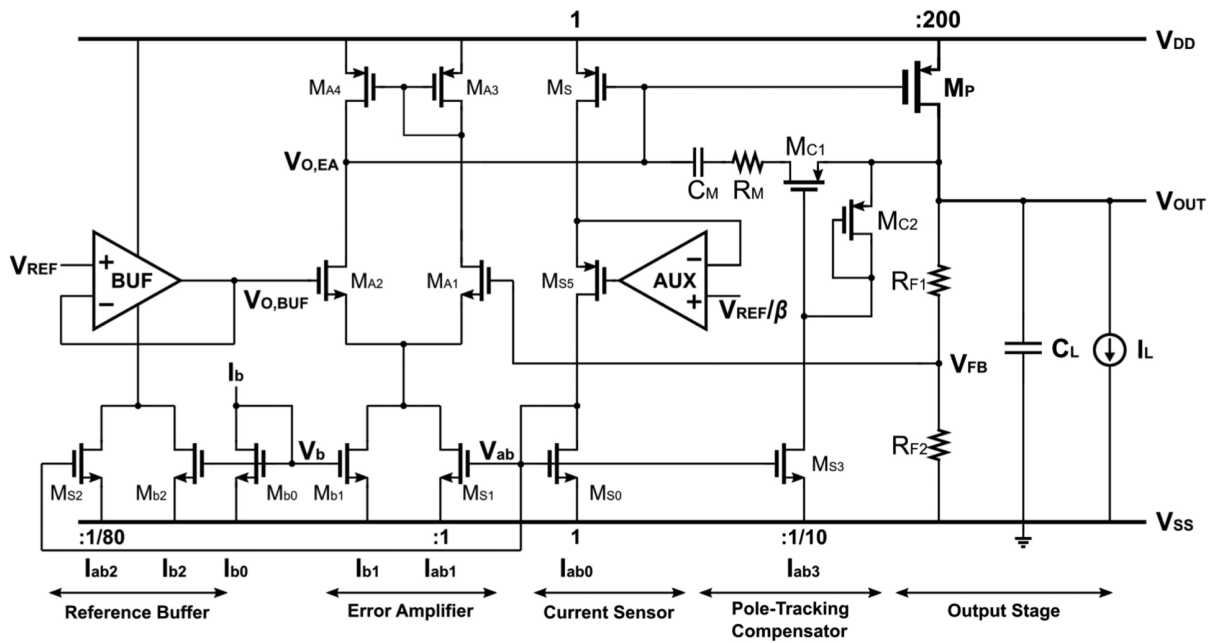 1 :200
VDD
MA4 MA3 MS MP
MC1
VO,EA
CM RM
VOUT
MC2
VREF + BUF −
MA2 MA1 MS5 AUX − +
RF1
VO,BUF
VREF/β
Ib
VFB
CL IL
Vb Vab
RF2
MS2 Mb2 Mb0 Mb1 MS1 MS0 MS3
VSS
:1/80 :1 1 :1/10
Iab2 Ib2 Ib0 Ib1 Iab1 Iab0 Iab3
Reference Buffer Error Amplifier Current Sensor Pole-Tracking Output Stage
Compensator